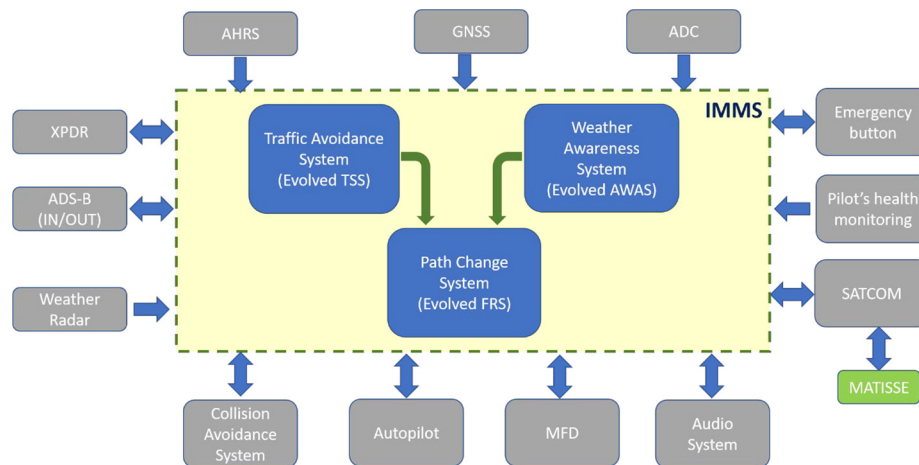 AHRS
GNSS
ADC
IMMS
XPDR
Traffic Avoidance
System
(Evolved TSS)
Weather
Awareness
System
(Evolved AWAS)
Emergency
button
ADS-B
(IN/OUT)
Pilot's health
monitoring
Path Change
System
(Evolved FRS)
Weather
Radar
SATCOM
MATISSE
Collision
Avoidance
System
Autopilot
MFD
Audio
System